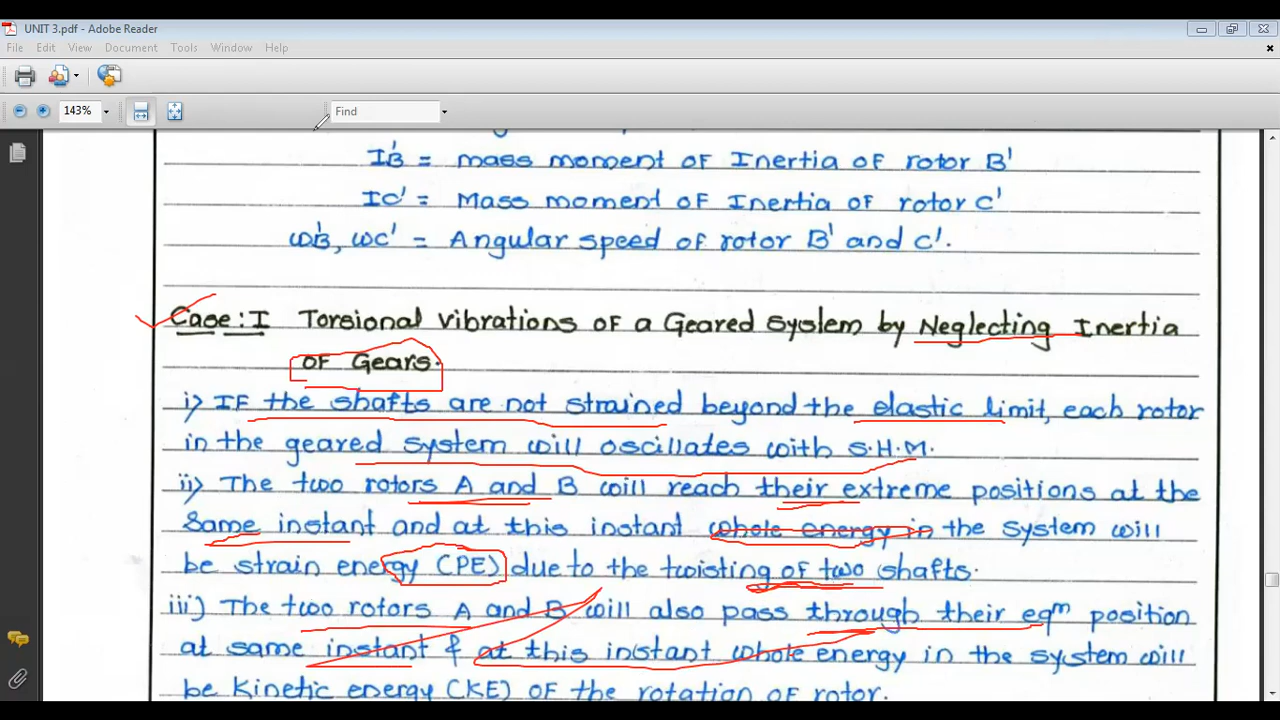 UNIT 3.pdf - Adobe Reader
File Edit View Document Tools Window Help
143% Find
IB' = mass moment of Inertia of rotor B'
IC' = Mass moment of Inertia of rotor C'
ωB', ωC' = Angular speed of rotor B' and C'.
Case: I Torsional vibrations of a Geared System by Neglecting Inertia
of Gears.
i) If the shafts are not strained beyond the elastic limit, each rotor
in the geared system will oscillates with S.H.M.
ii) The two rotors A and B will reach their extreme positions at the
same instant and at this instant whole energy in the system will
be strain energy (PE) due to the twisting of two shafts.
iii) The two rotors A and B will also pass through their eqm position
at same instant & at this instant whole energy in the system will
be Kinetic energy (KE) of the rotation of rotor.